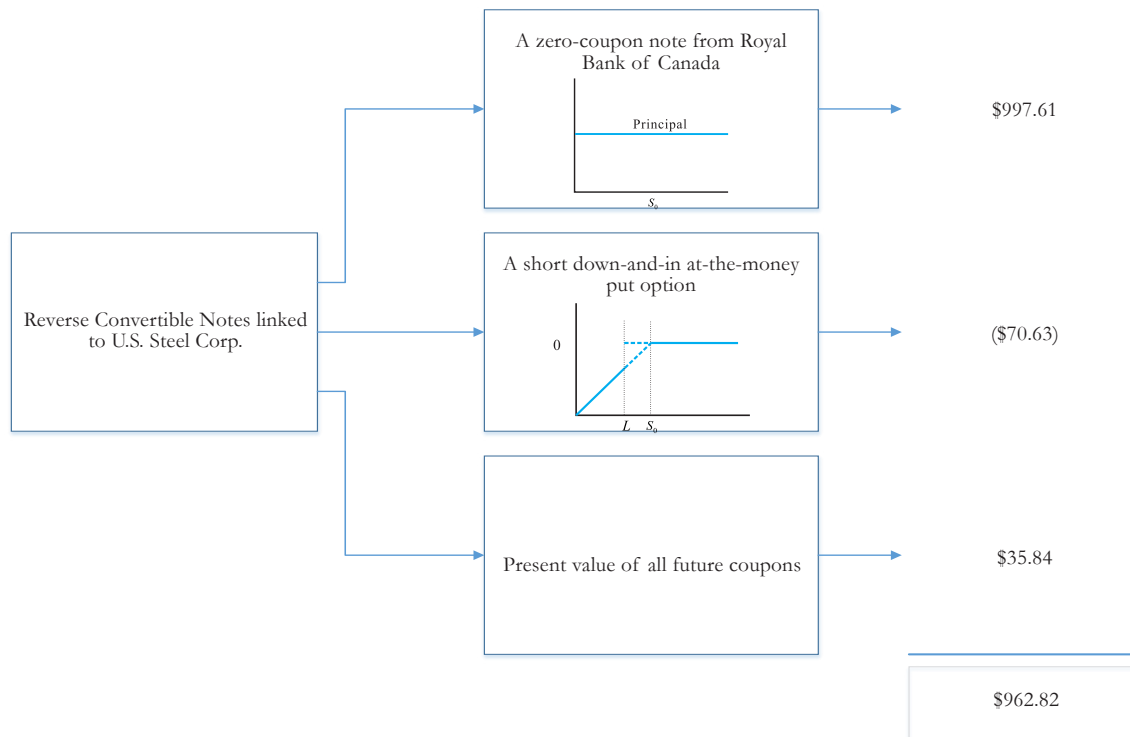 A zero-coupon note from Royal
Bank of Canada
Principal
S₀
$997.61
Reverse Convertible Notes linked
to U.S. Steel Corp.
A short down-and-in at-the-money
put option
0
L S₀
($70.63)
Present value of all future coupons
$35.84
$962.82